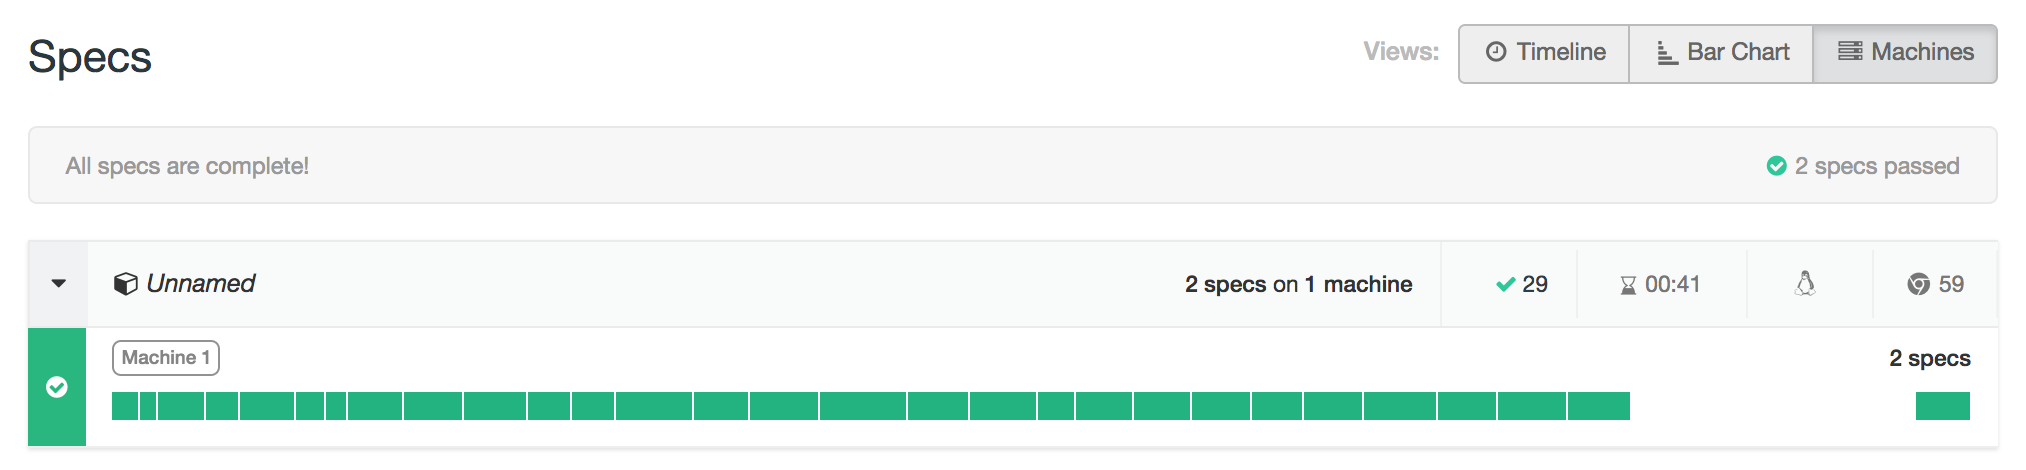 Specs
Views: Timeline Bar Chart Machines
All specs are complete! 2 specs passed
Unnamed 2 specs on 1 machine 29 00:41 59
Machine 1 2 specs